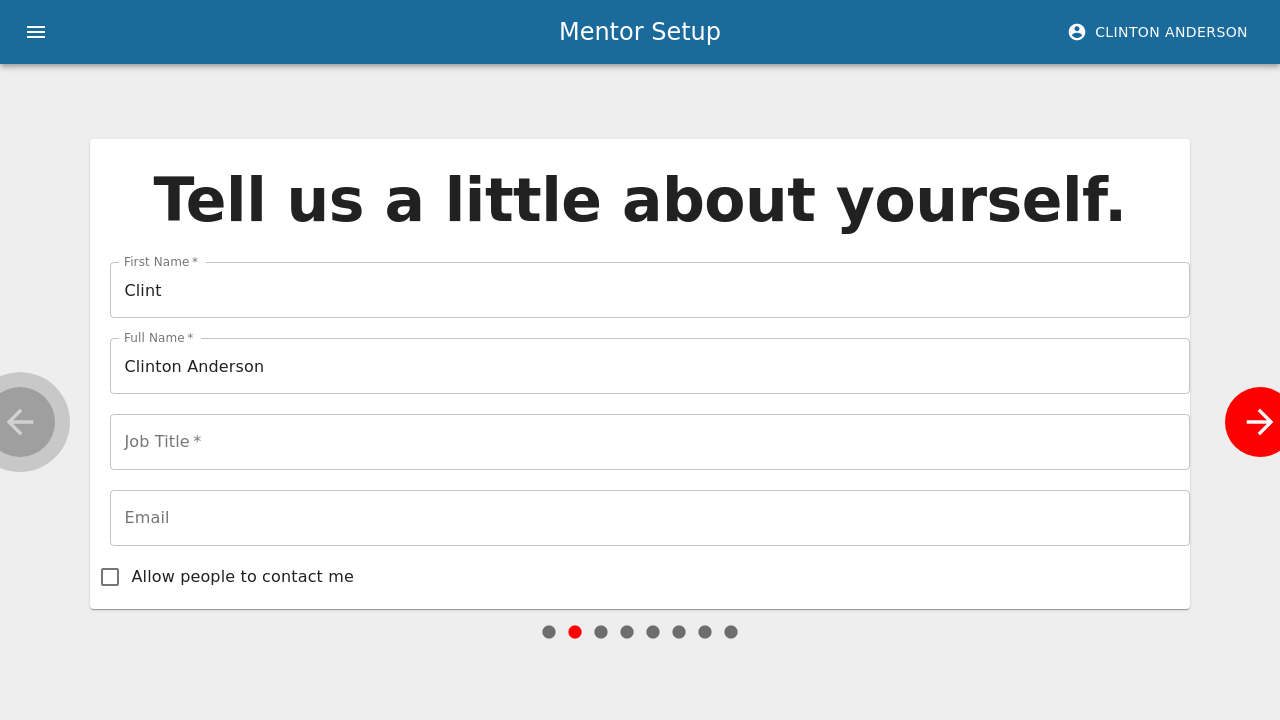 Mentor Setup
CLINTON ANDERSON
Tell us a little about yourself.
First Name *
Clint
Full Name *
Clinton Anderson
Job Title *
Email
Allow people to contact me